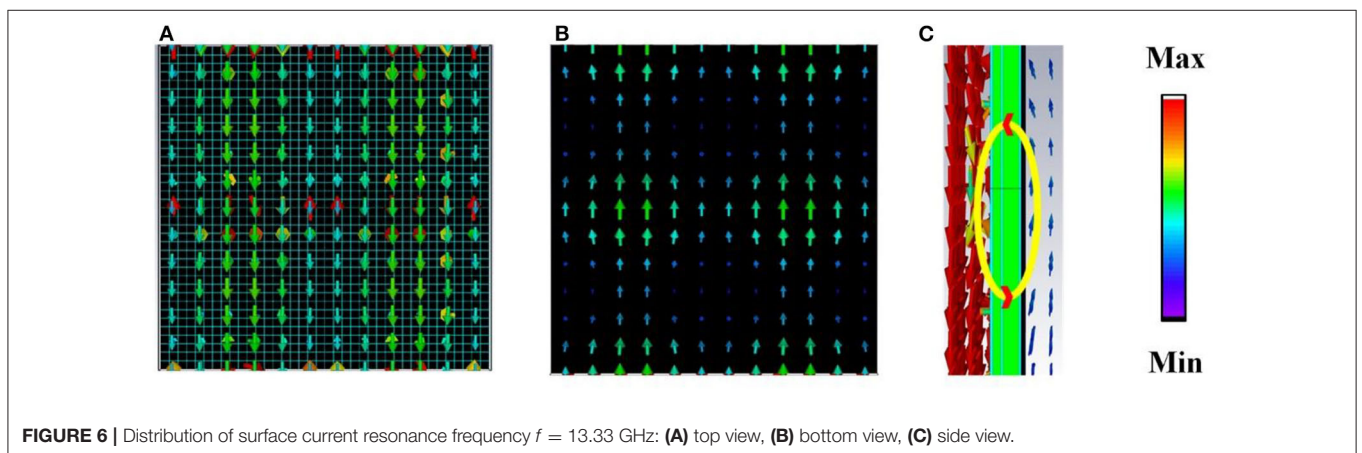 A
B
C
Max
Min
FIGURE 6 | Distribution of surface current resonance frequency f = 13.33 GHz: (A) top view, (B) bottom view, (C) side view.